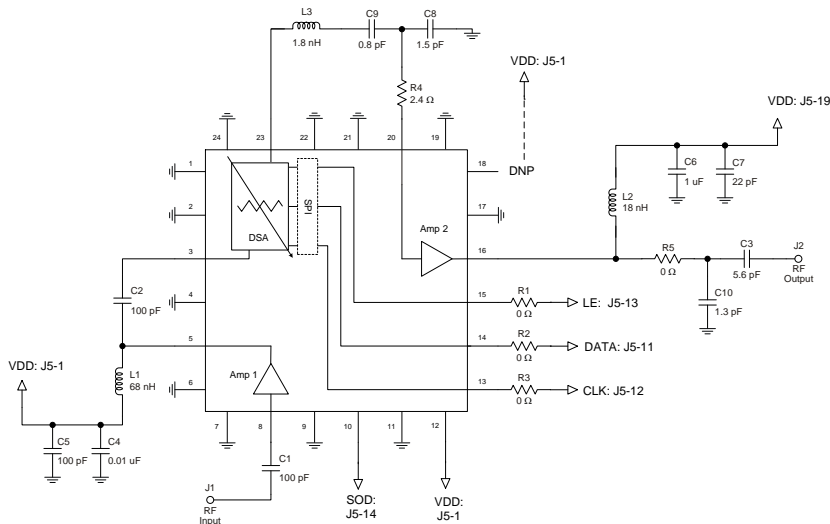 L3
1.8 nH
C9
0.8 pF
C8
1.5 pF
R4
2.4 Ω
VDD: J5-1
VDD: J5-19
24
23
22
21
20
19
1
2
3
4
5
6
18
DNP
17
16
15
14
13
7
8
9
10
11
12
DSA
SPI
Amp 2
Amp 1
C6
1 uF
C7
22 pF
L2
18 nH
R5
0 Ω
C3
5.6 pF
J2
RF
Output
C10
1.3 pF
C2
100 pF
R1
0 Ω
LE: J5-13
R2
0 Ω
DATA: J5-11
R3
0 Ω
CLK: J5-12
VDD: J5-1
L1
68 nH
C5
100 pF
C4
0.01 uF
C1
100 pF
J1
RF
Input
SOD:
J5-14
VDD:
J5-1